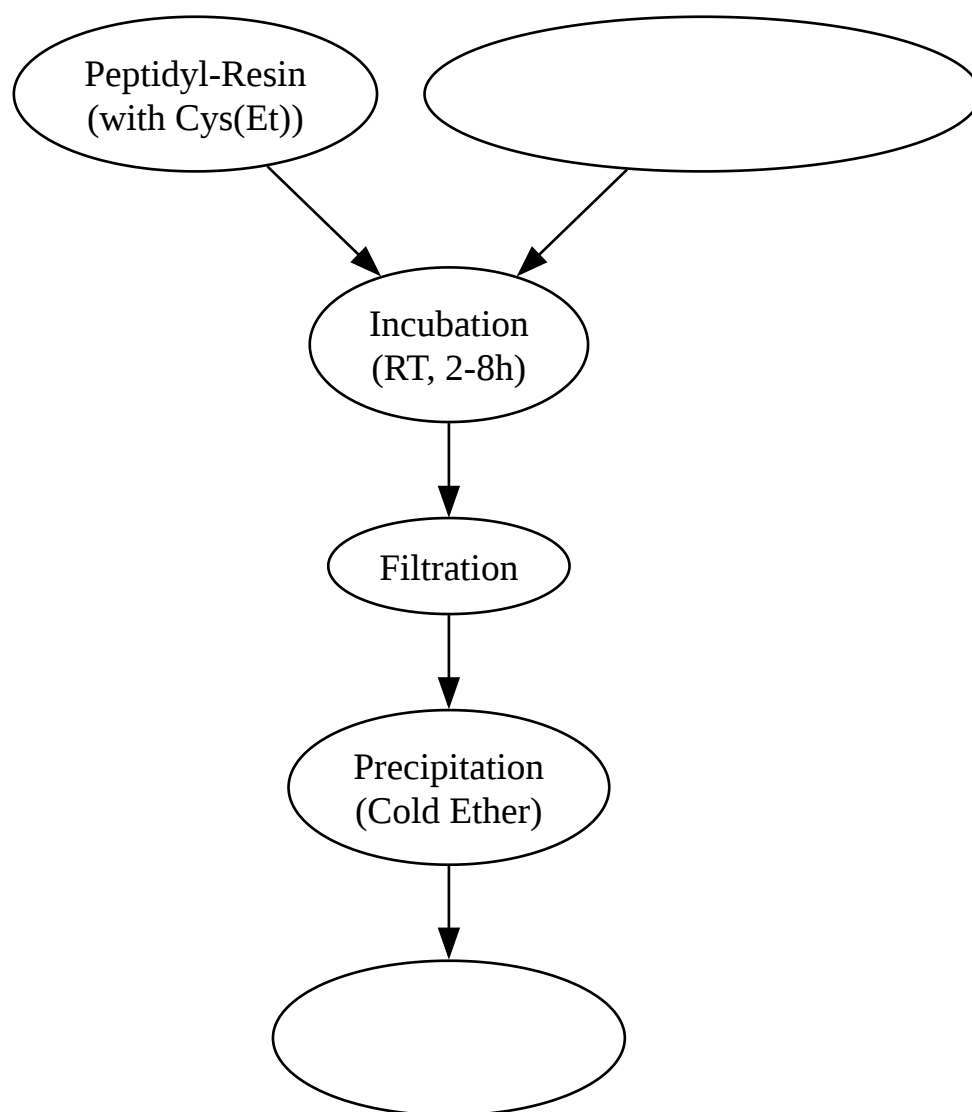 Peptidyl-Resin
(with Cys(Et))
Incubation
(RT, 2-8h)
Filtration
Precipitation
(Cold Ether)